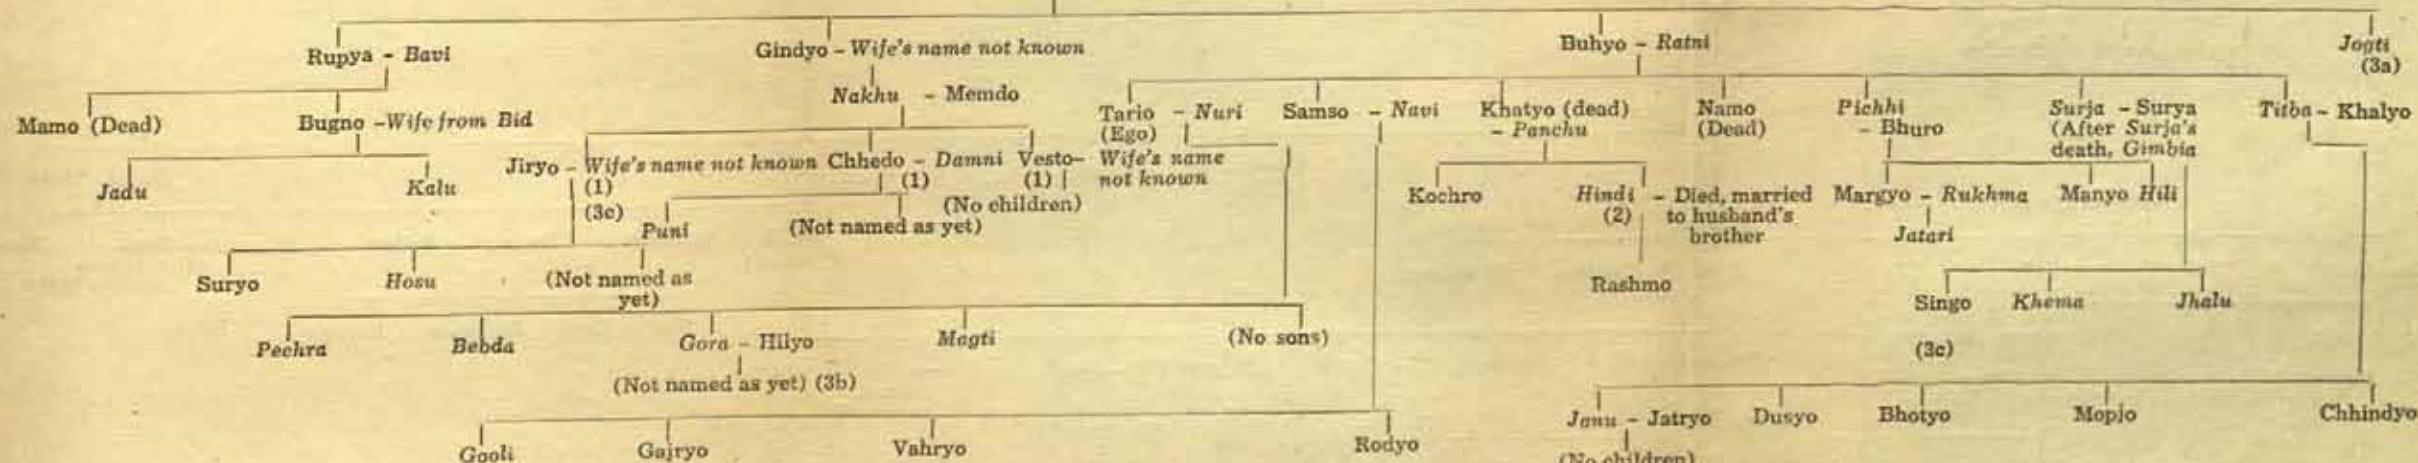 Rupya - Bavi
Gindyo - Wife's name not known
Buhyo - Ratni
Jogti
(3a)
Mamo (Dead)
Bugno - Wife from Bid
Nakhu - Memdo
Tario - Nuri
(Ego)
Samso - Navi
Khatyo (dead)
- Panchu
Namo
(Dead)
Pichhi
- Bhuro
Surja - Surya
(After Surja's
death, Gimbia
Titba - Khalyo
Jadu
Kalu
Jiryo - Wife's name not known
(1)
(3c)
Chhedo - Damni
(1)
Vesto - Wife's name
not known
(1)
(No children)
Puni
(Not named as yet)
Kochro
Hindi - Died, married
(2) to husband's
brother
Margyo - Rukhma
Manyo
Hili
Jatari
Suryo
Hosu
(Not named as
yet)
Rashmo
Singo
Khema
Jhalu
(3c)
Pechra
Bebda
Gora - Hilyo
Magti
(No sons)
(Not named as yet) (3b)
Janu - Jatryo
Dusyo
Bhotyo
Mopjo
Chhindyo
(No children)
Gooli
Gajryo
Vahryo
Rodyo